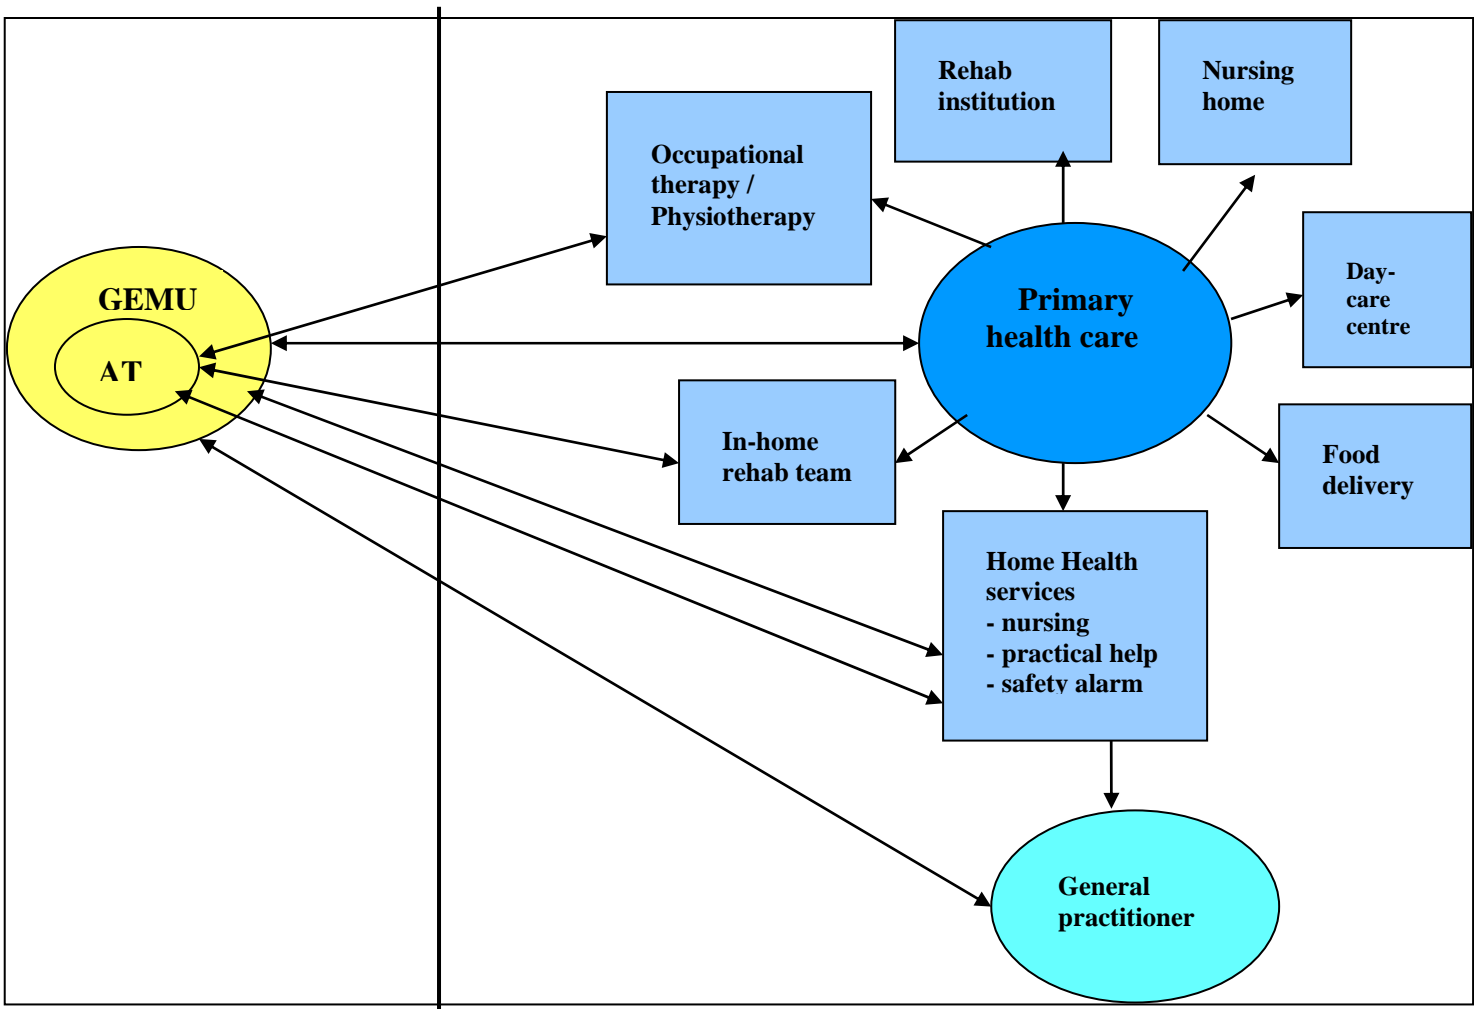 Rehab
institution
Nursing
home
Occupational
therapy /
Physiotherapy
Day-
care
centre
GEMU
AT
Primary
health care
In-home
rehab team
Food
delivery
Home Health
services
- nursing
- practical help
- safety alarm
General
practitioner